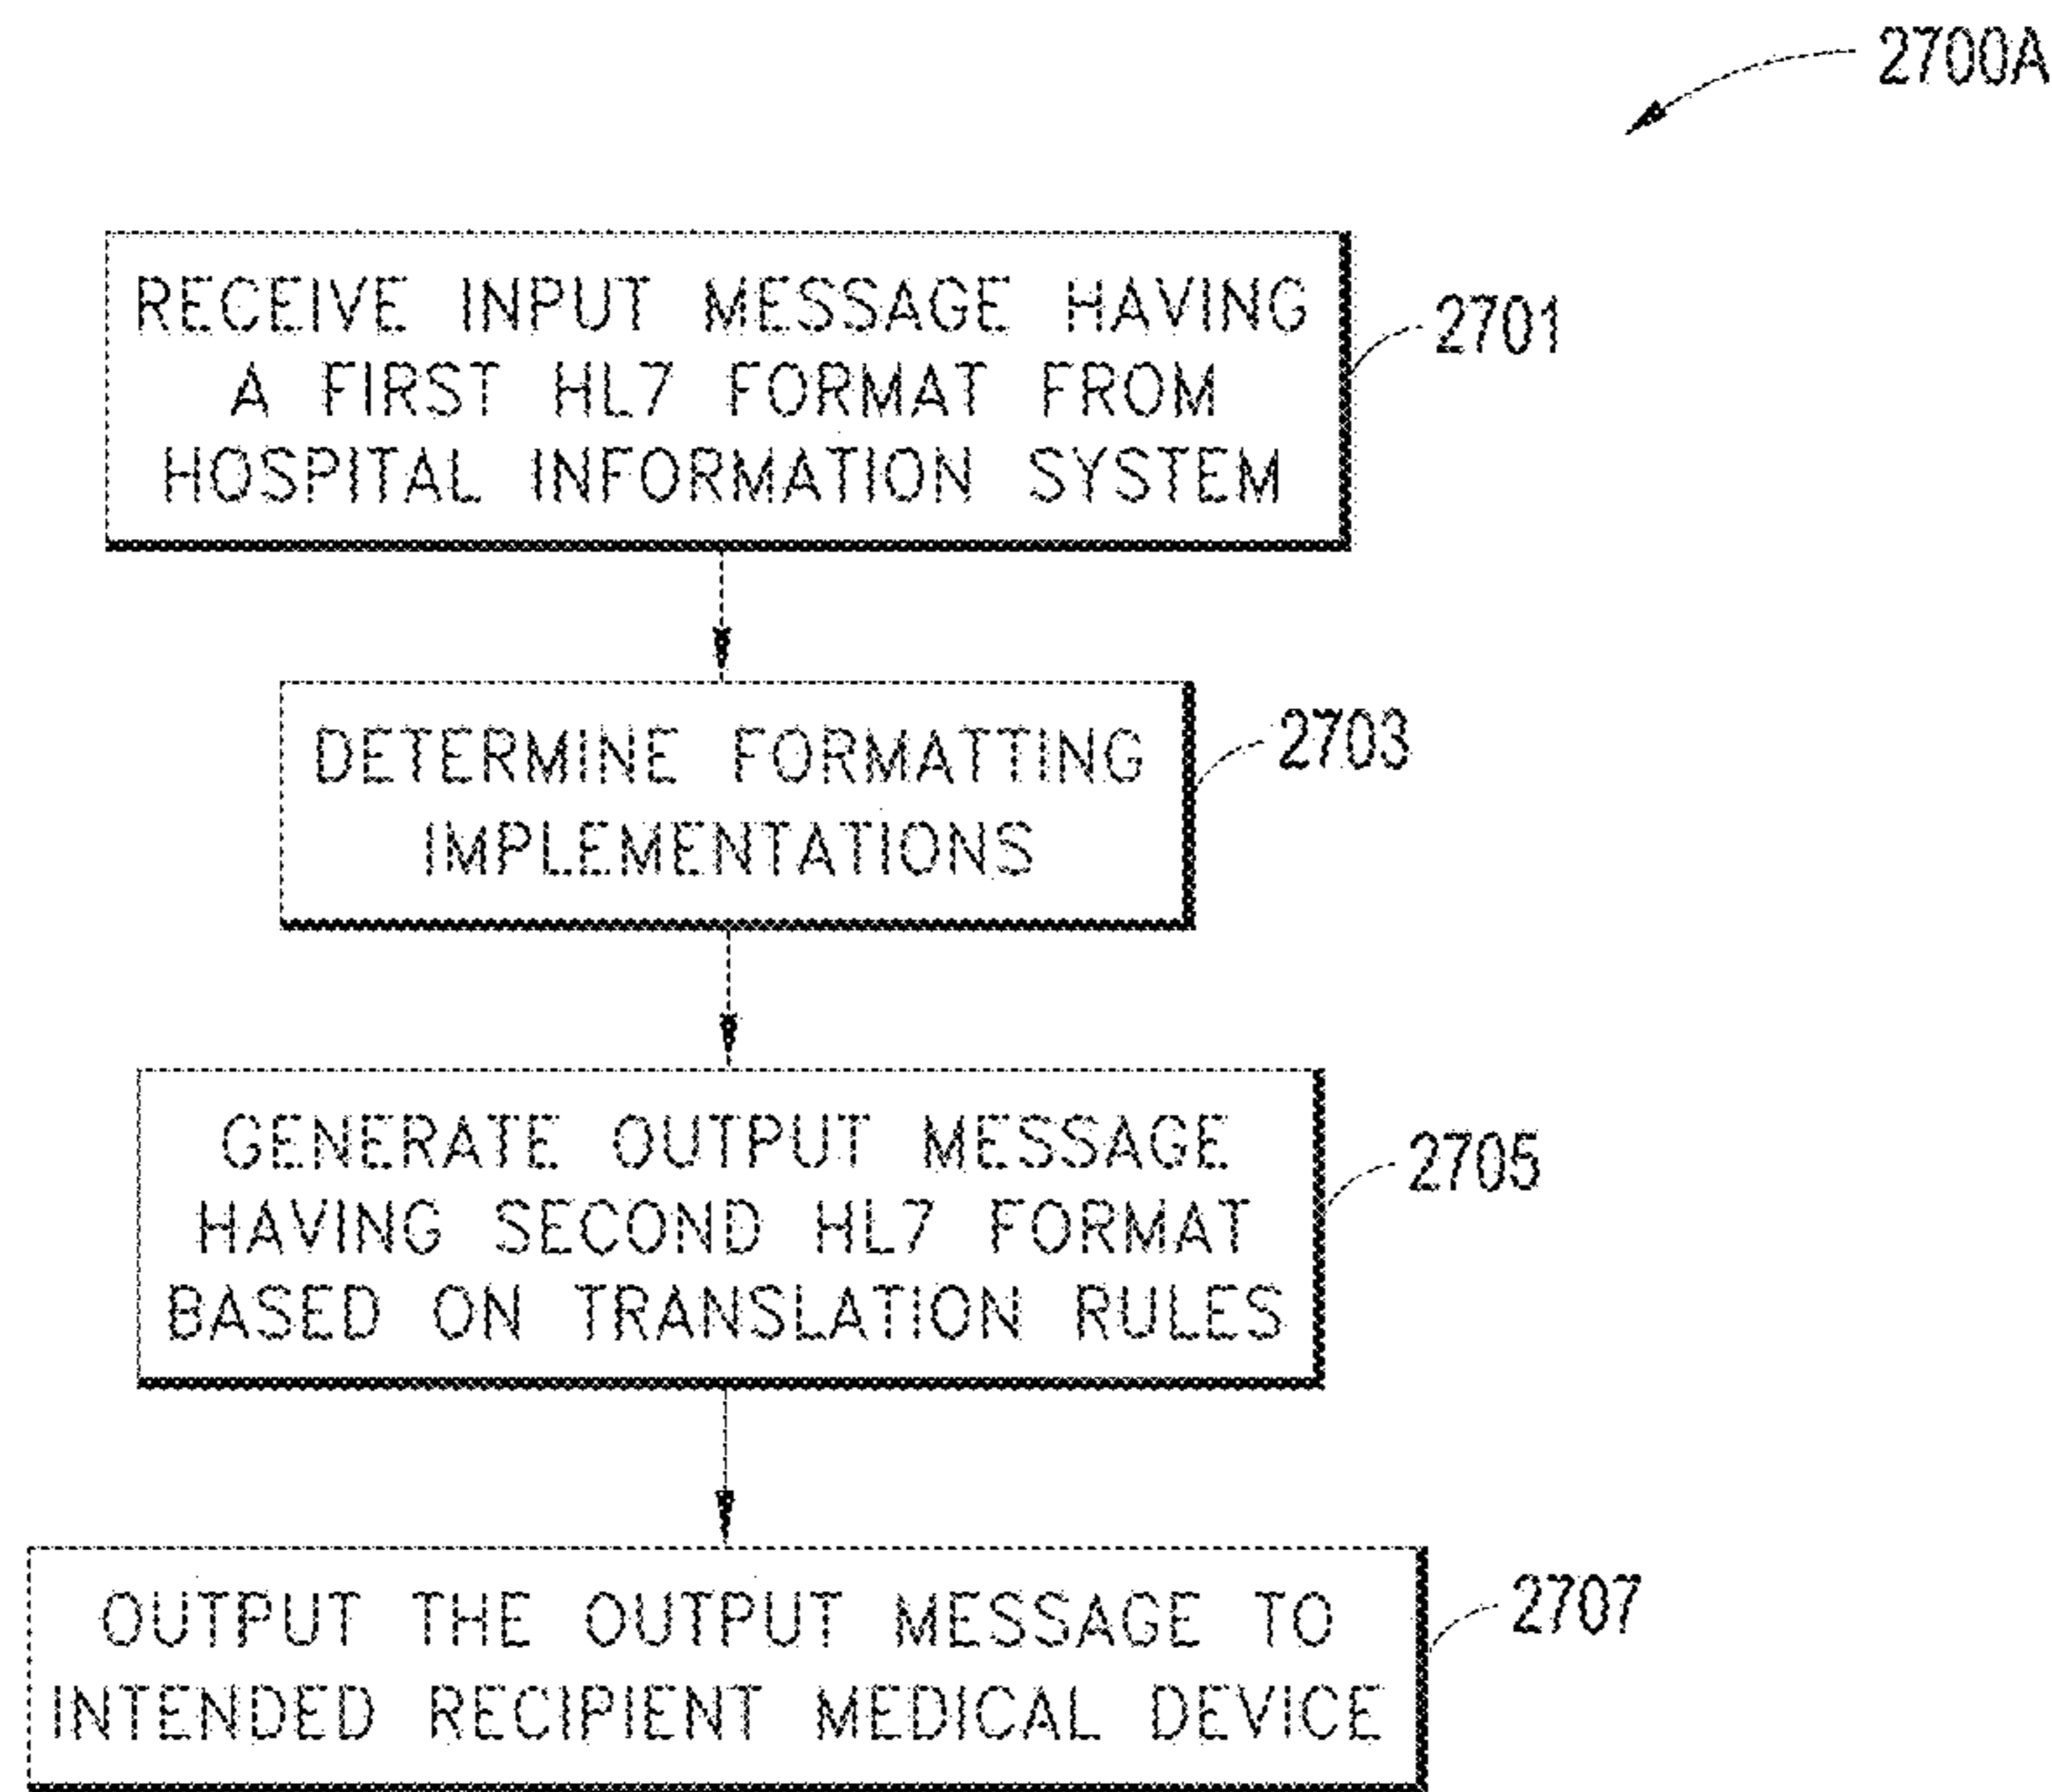 2700A
RECEIVE INPUT MESSAGE HAVING
A FIRST HL7 FORMAT FROM
HOSPITAL INFORMATION SYSTEM
2701
DETERMINE FORMATTING
IMPLEMENTATIONS
2703
GENERATE OUTPUT MESSAGE
HAVING SECOND HL7 FORMAT
BASED ON TRANSLATION RULES
2705
OUTPUT THE OUTPUT MESSAGE TO
INTENDED RECIPIENT MEDICAL DEVICE
2707